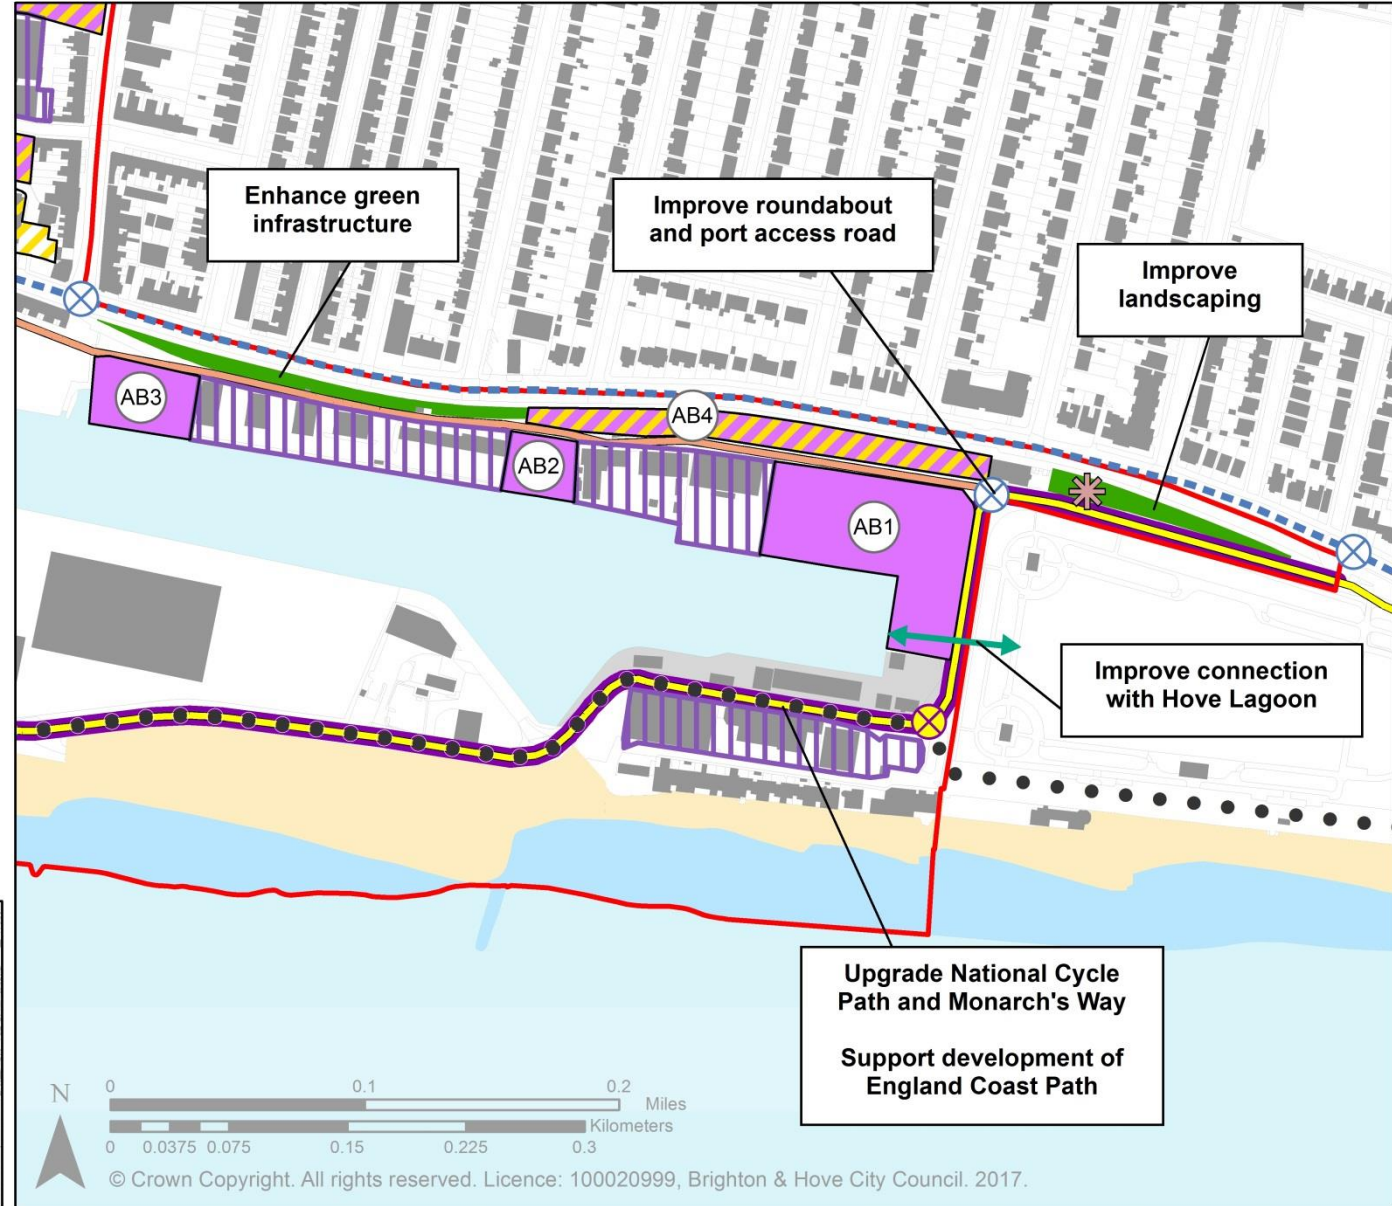 Enhance green
infrastructure
Improve roundabout
and port access road
Improve
landscaping
AB3
AB4
AB2
AB1
Improve connection
with Hove Lagoon
Upgrade National Cycle
Path and Monarch's Way
Support development of
England Coast Path
N
0 0.1 0.2
Miles
Kilometers
0 0.0375 0.075 0.15 0.225 0.3
© Crown Copyright. All rights reserved. Licence: 100020999, Brighton & Hove City Council. 2017.